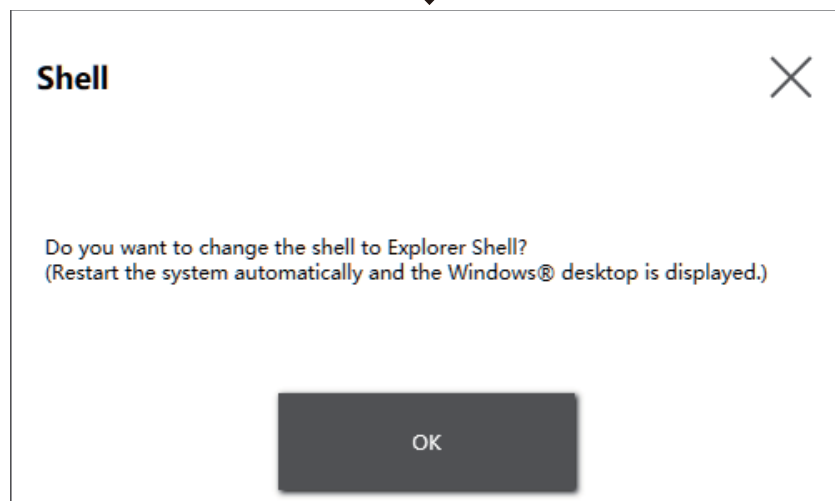 Shell
Do you want to change the shell to Explorer Shell?
(Restart the system automatically and the Windows® desktop is displayed.)
OK